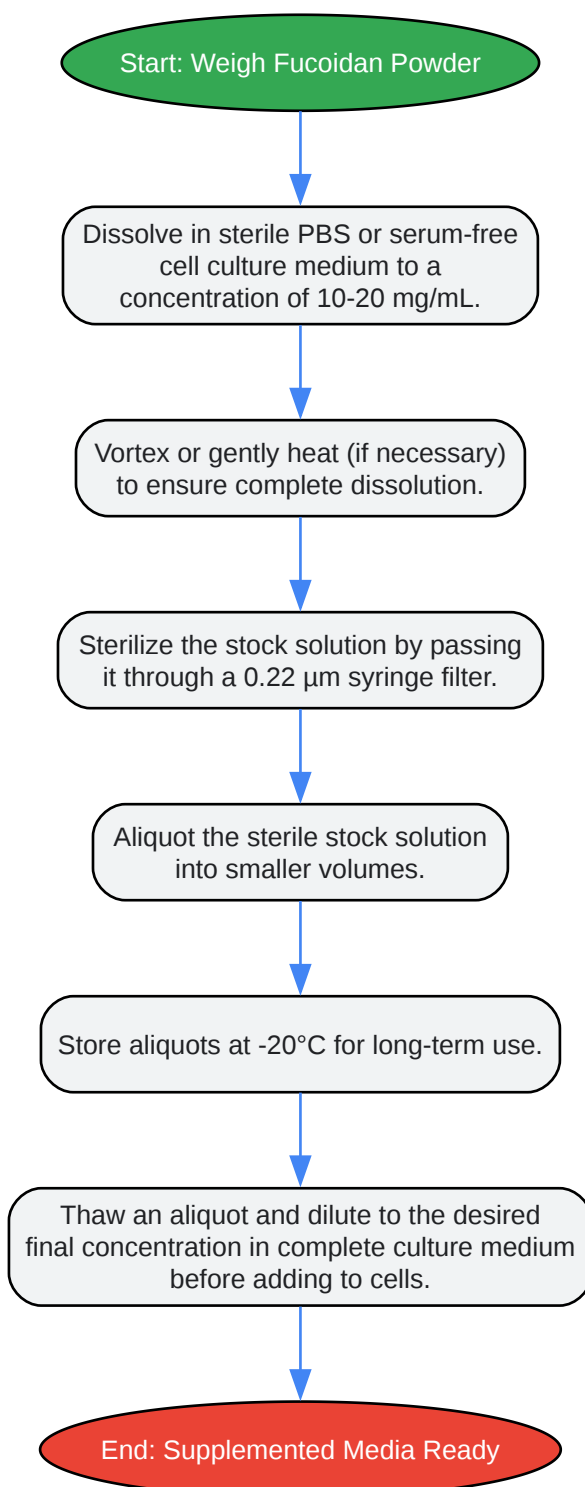 Start: Weigh Fucoidan Powder
Dissolve in sterile PBS or serum-free
cell culture medium to a
concentration of 10-20 mg/mL.
Vortex or gently heat (if necessary)
to ensure complete dissolution.
Sterilize the stock solution by passing
it through a 0.22 µm syringe filter.
Aliquot the sterile stock solution
into smaller volumes.
Store aliquots at -20°C for long-term use.
Thaw an aliquot and dilute to the desired
final concentration in complete culture medium
before adding to cells.
End: Supplemented Media Ready